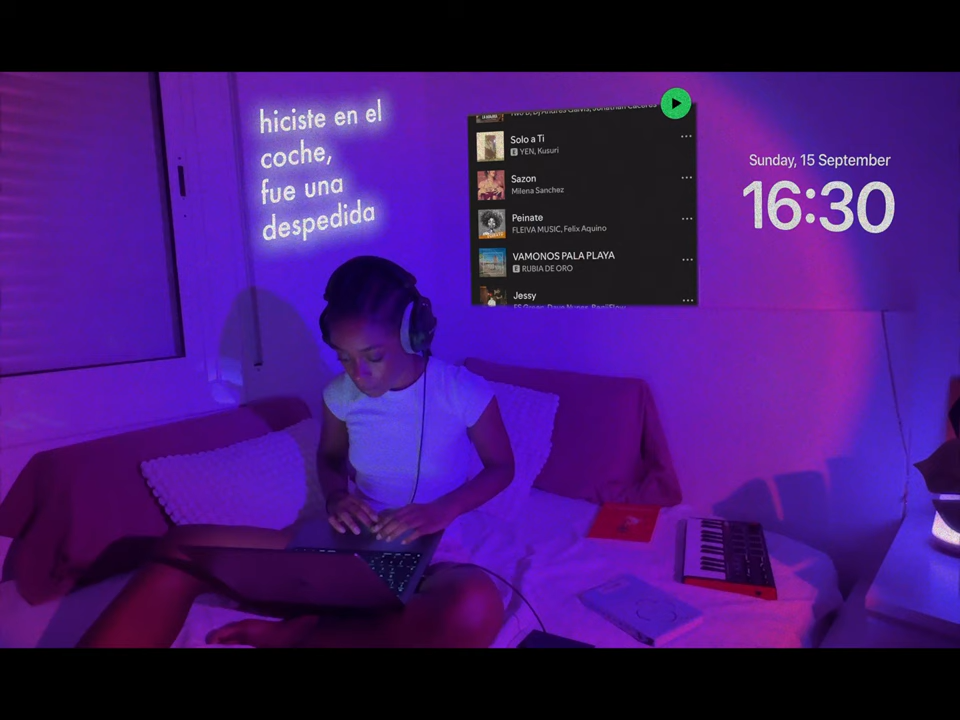 hiciste en el
coche,
fue una
despedida
Solo a Ti
E YEN, Kusuri
Sazon
Milena Sanchez
Peinate
FLEIVA MUSIC, Felix Aquino
VAMONOS PALA PLAYA
E RUBIA DE ORO
Jessy
Sunday, 15 September
16:30